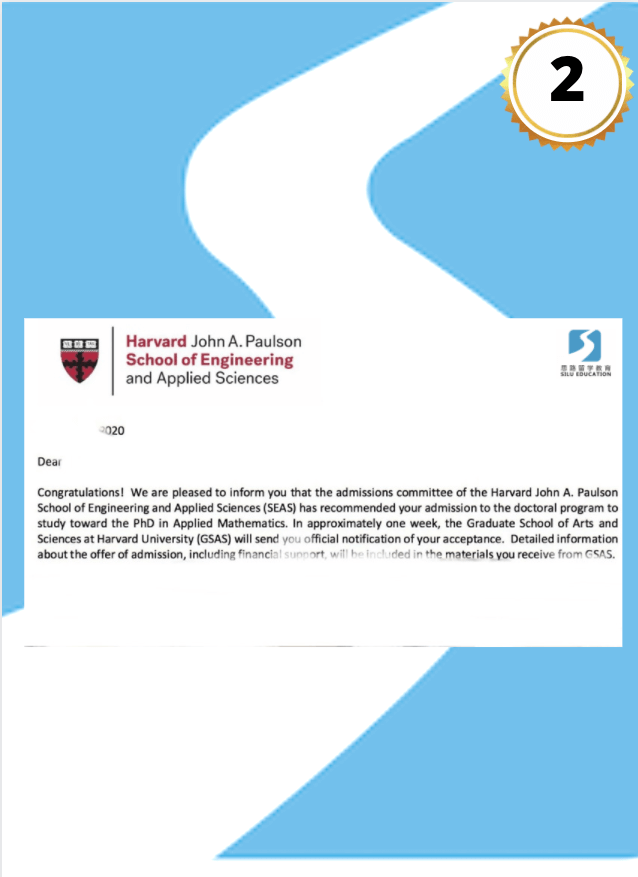 2
Harvard John A. Paulson
School of Engineering
and Applied Sciences
思路留学教育
SILU EDUCATION
2020
Dear
Congratulations! We are pleased to inform you that the admissions committee of the Harvard John A. Paulson
School of Engineering and Applied Sciences (SEAS) has recommended your admission to the doctoral program to
study toward the PhD in Applied Mathematics. In approximately one week, the Graduate School of Arts and
Sciences at Harvard University (GSAS) will send you official notification of your acceptance. Detailed information
about the offer of admission, including financial support, will be included in the materials you receive from GSAS.